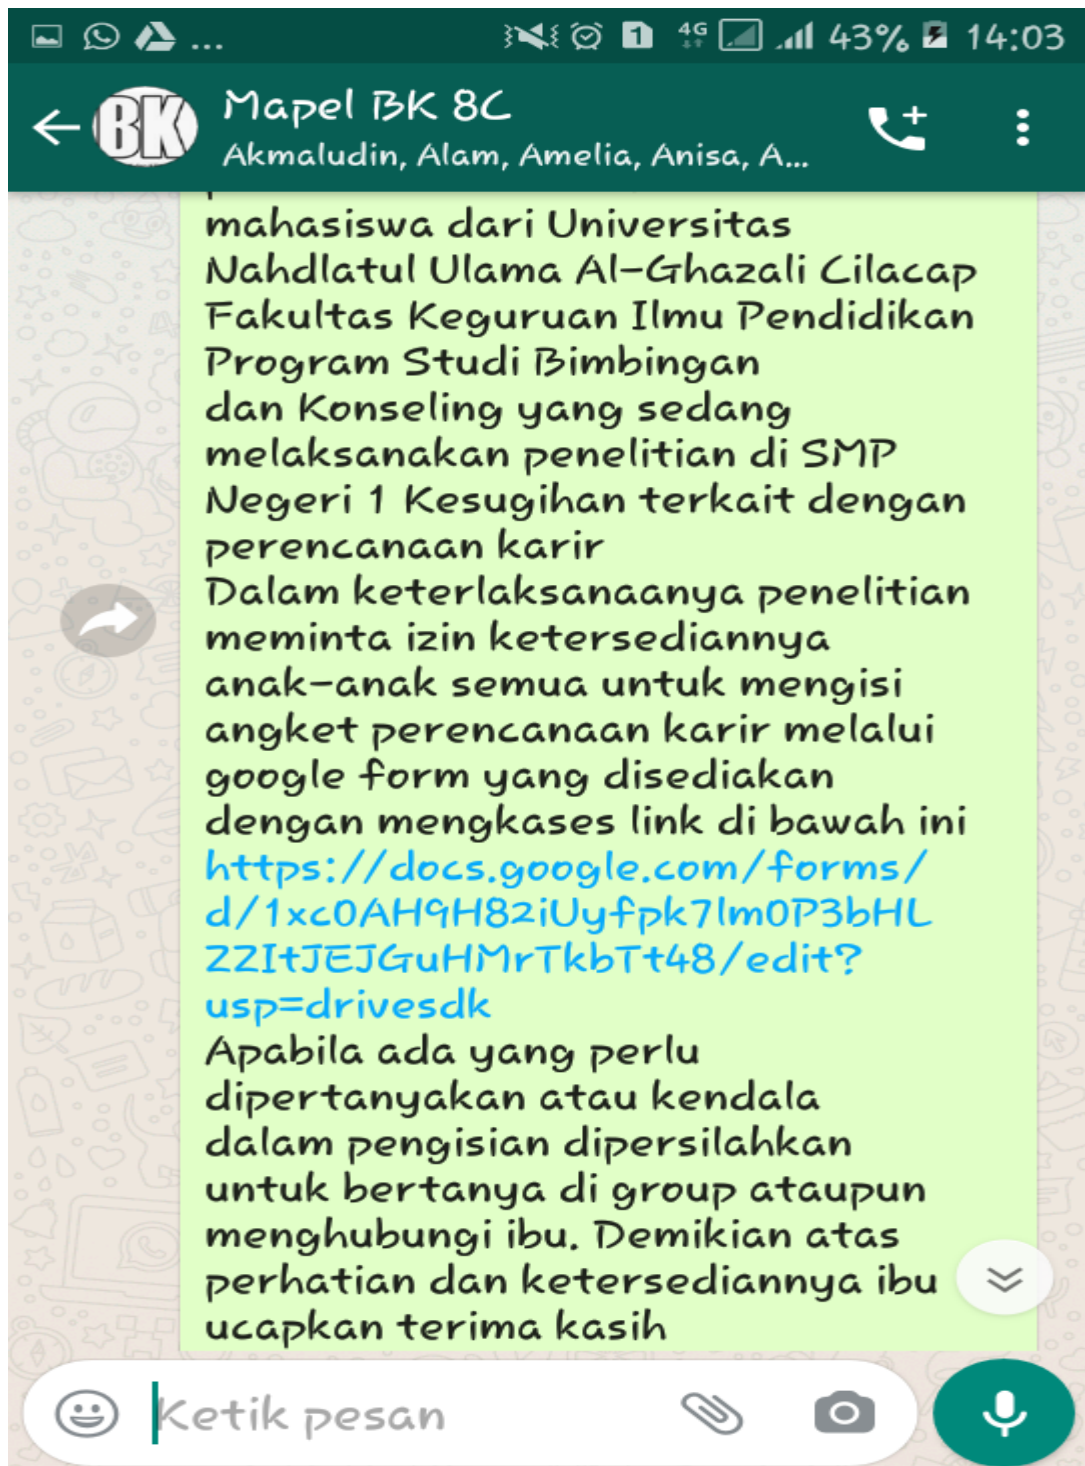 ... 1 4G 43% 14:03
BK Mapel BK 8C
Akmaludin, Alam, Amelia, Anisa, A...
mahasiswa dari Universitas
Nahdlatul Ulama Al-Ghazali Cilacap
Fakultas Keguruan Ilmu Pendidikan
Program Studi Bimbingan
dan Konseling yang sedang
melaksanakan penelitian di SMP
Negeri 1 Kesugihan terkait dengan
perencanaan karir
Dalam keterlaksanaanya penelitian
meminta izin ketersediannya
anak-anak semua untuk mengisi
angket perencanaan karir melalui
google form yang disediakan
dengan mengkases link di bawah ini
https://docs.google.com/forms/
d/1xc0AH9H82iUyfpk7lm0P3bHL
ZZItJEJGuHMrTkbTt48/edit?
usp=drivesdk
Apabila ada yang perlu
dipertanyakan atau kendala
dalam pengisian dipersilahkan
untuk bertanya di group ataupun
menghubungi ibu. Demikian atas
perhatian dan ketersediannya ibu
ucapkan terima kasih
Ketik pesan